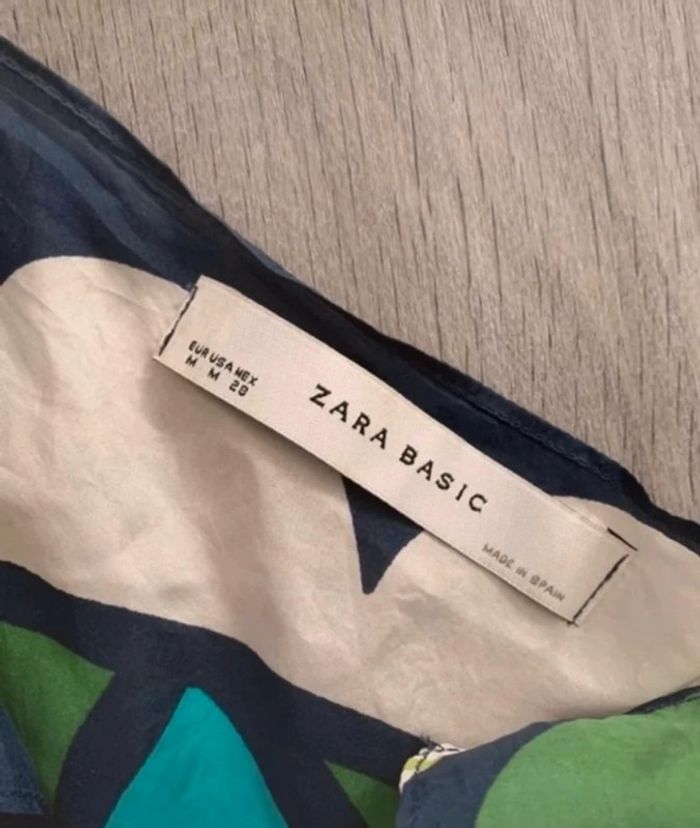 EUR USA MEX
M M 28
ZARA BASIC
MADE IN SPAIN